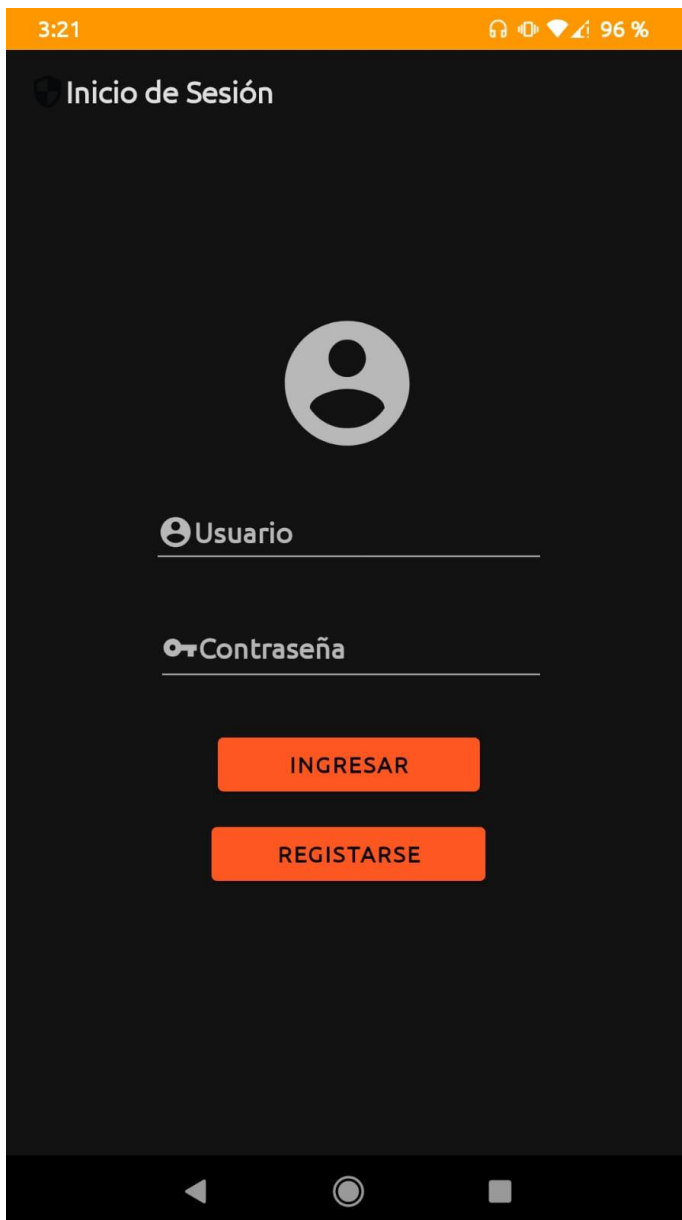 3:21 96 %
Inicio de Sesión
Usuario
Contraseña
INGRESAR
REGISTARSE